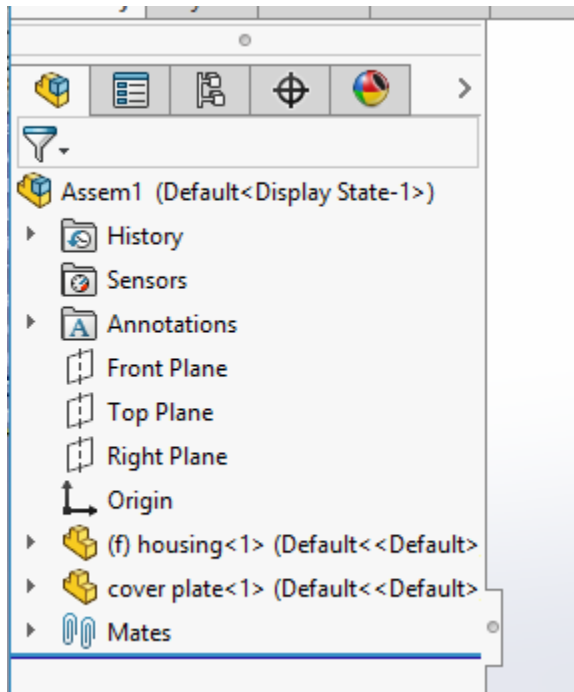 Assem1 (Default<Display State-1>)
History
Sensors
Annotations
Front Plane
Top Plane
Right Plane
Origin
(f) housing<1> (Default<<Default>
cover plate<1> (Default<<Default>
Mates